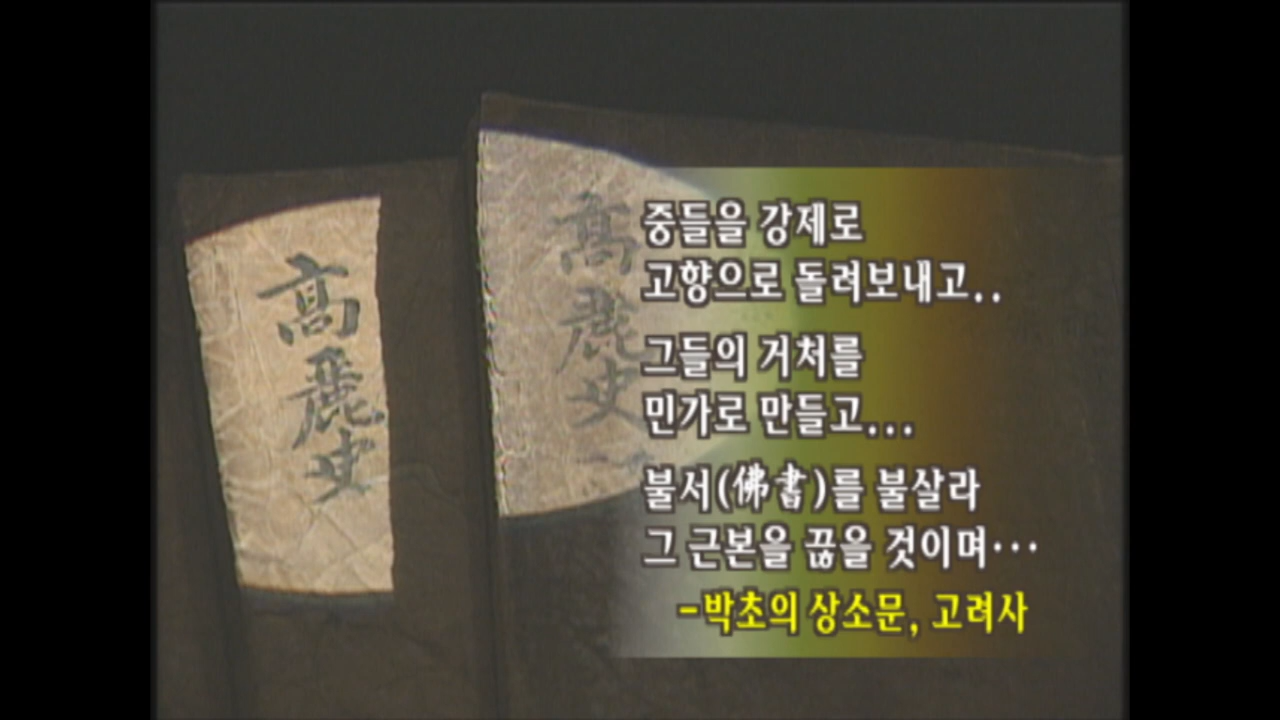 高麗史
高麗史
중들을 강제로
고향으로 돌려보내고..
그들의 거처를
민가로 만들고...
불서(佛書)를 불살라
그 근본을 끊을 것이며···
-박초의 상소문, 고려사